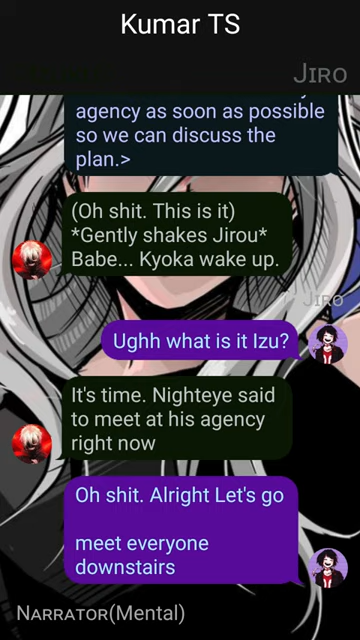 Kumar TS
Jiro
agency as soon as possible
so we can discuss the
plan.>
(Oh shit. This is it)
*Gently shakes Jirou*
Babe... Kyoka wake up.
Jiro
Ughh what is it Izu?
It's time. Nighteye said
to meet at his agency
right now
Oh shit. Alright Let's go
meet everyone
downstairs
Narrator(Mental)